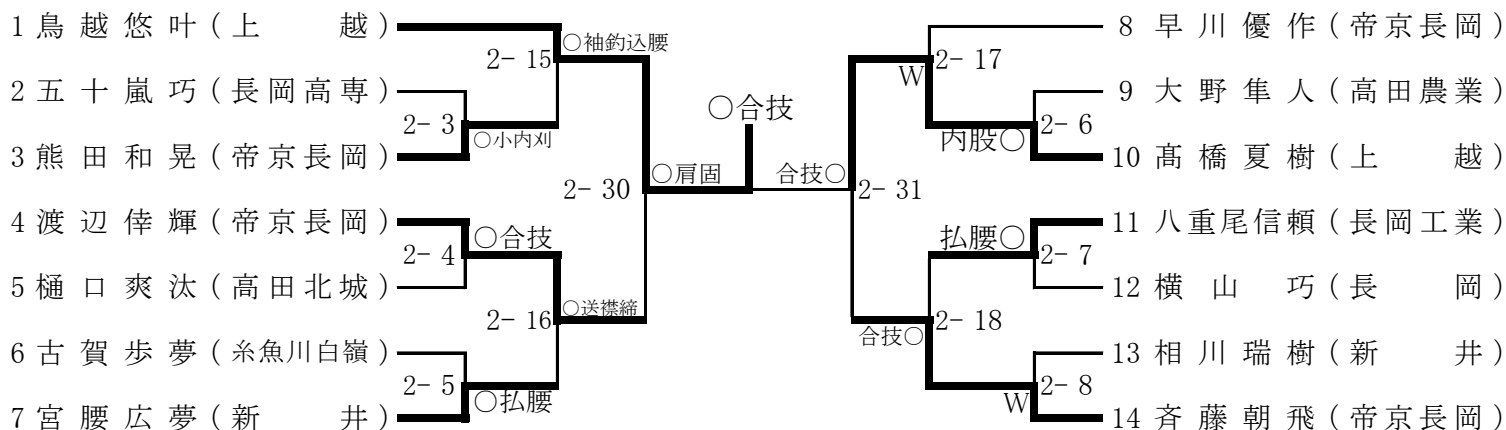 1 鳥越悠叶(上越)
2 五十嵐巧(長岡高専)
3 熊田和晃(帝京長岡)
4 渡辺倖輝(帝京長岡)
5 樋口爽汰(高田北城)
6 古賀歩夢(糸魚川白嶺)
7 宮腰広夢(新井)
2-3
2-4
2-5
2-15
○袖釣込腰
○小内刈
○合技
2-16
○送襟締
○払腰
2-30
○肩固
○合技
合技○
2-31
W
2-17
内股○
2-6
払腰○
2-7
合技○
2-18
W
2-8
8 早川優作(帝京長岡)
9 大野隼人(高田農業)
10 髙橋夏樹(上越)
11 八重尾信頼(長岡工業)
12 横山巧(長岡)
13 相川瑞樹(新井)
14 斉藤朝飛(帝京長岡)